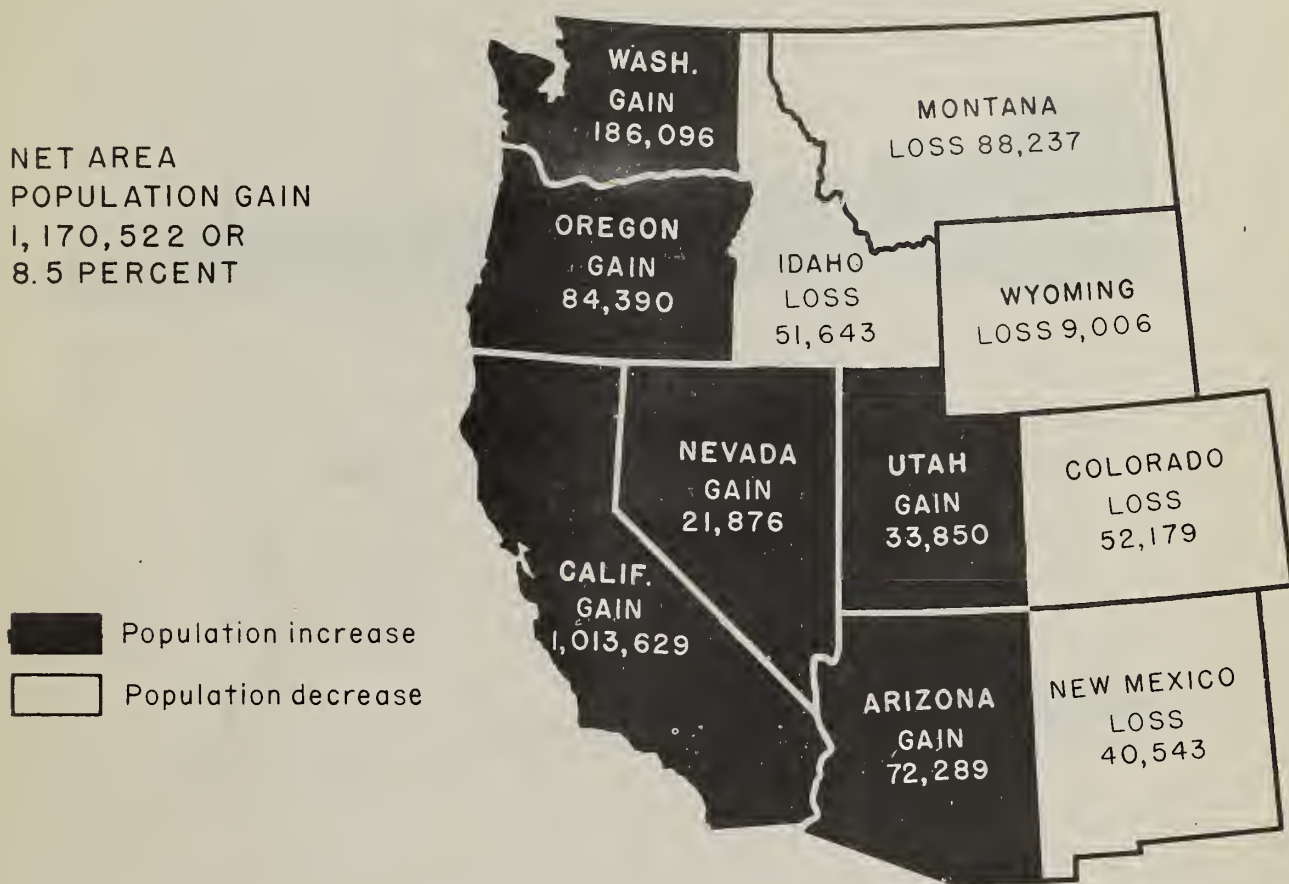 NET AREA
POPULATION GAIN
1,170,522 OR
8.5 PERCENT
WASH.
GAIN
186,096
MONTANA
LOSS 88,237
OREGON
GAIN
84,390
IDAHO
LOSS
51,643
WYOMING
LOSS 9,006
NEVADA
GAIN
21,876
UTAH
GAIN
33,850
COLORADO
LOSS
52,179
CALIF.
GAIN
1,013,629
ARIZONA
GAIN
72,289
NEW MEXICO
LOSS
40,543
Population increase
Population decrease